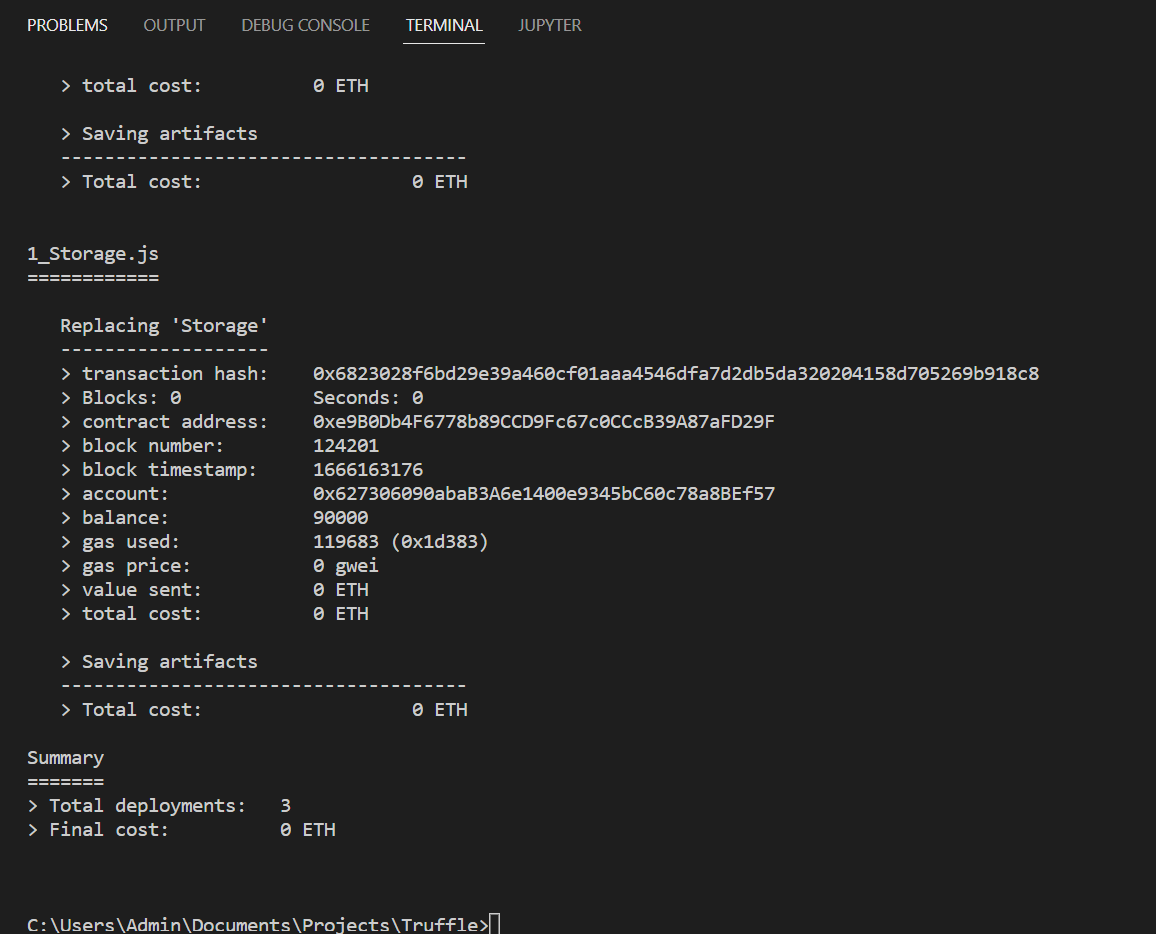 PROBLEMS OUTPUT DEBUG CONSOLE TERMINAL JUPYTER
> total cost: 0 ETH
> Saving artifacts
-------------------------------------
> Total cost: 0 ETH
1_Storage.js
============
Replacing 'Storage'
-------------------
> transaction hash: 0x6823028f6bd29e39a460cf01aaa4546dfa7d2db5da320204158d705269b918c8
> Blocks: 0 Seconds: 0
> contract address: 0xe9B0Db4F6778b89CCD9Fc67c0CCcB39A87aFD29F
> block number: 124201
> block timestamp: 1666163176
> account: 0x627306090abaB3A6e1400e9345bC60c78a8BEf57
> balance: 90000
> gas used: 119683 (0x1d383)
> gas price: 0 gwei
> value sent: 0 ETH
> total cost: 0 ETH
> Saving artifacts
-------------------------------------
> Total cost: 0 ETH
Summary
=======
> Total deployments: 3
> Final cost: 0 ETH
C:\Users\Admin\Documents\Projects\Truffle>